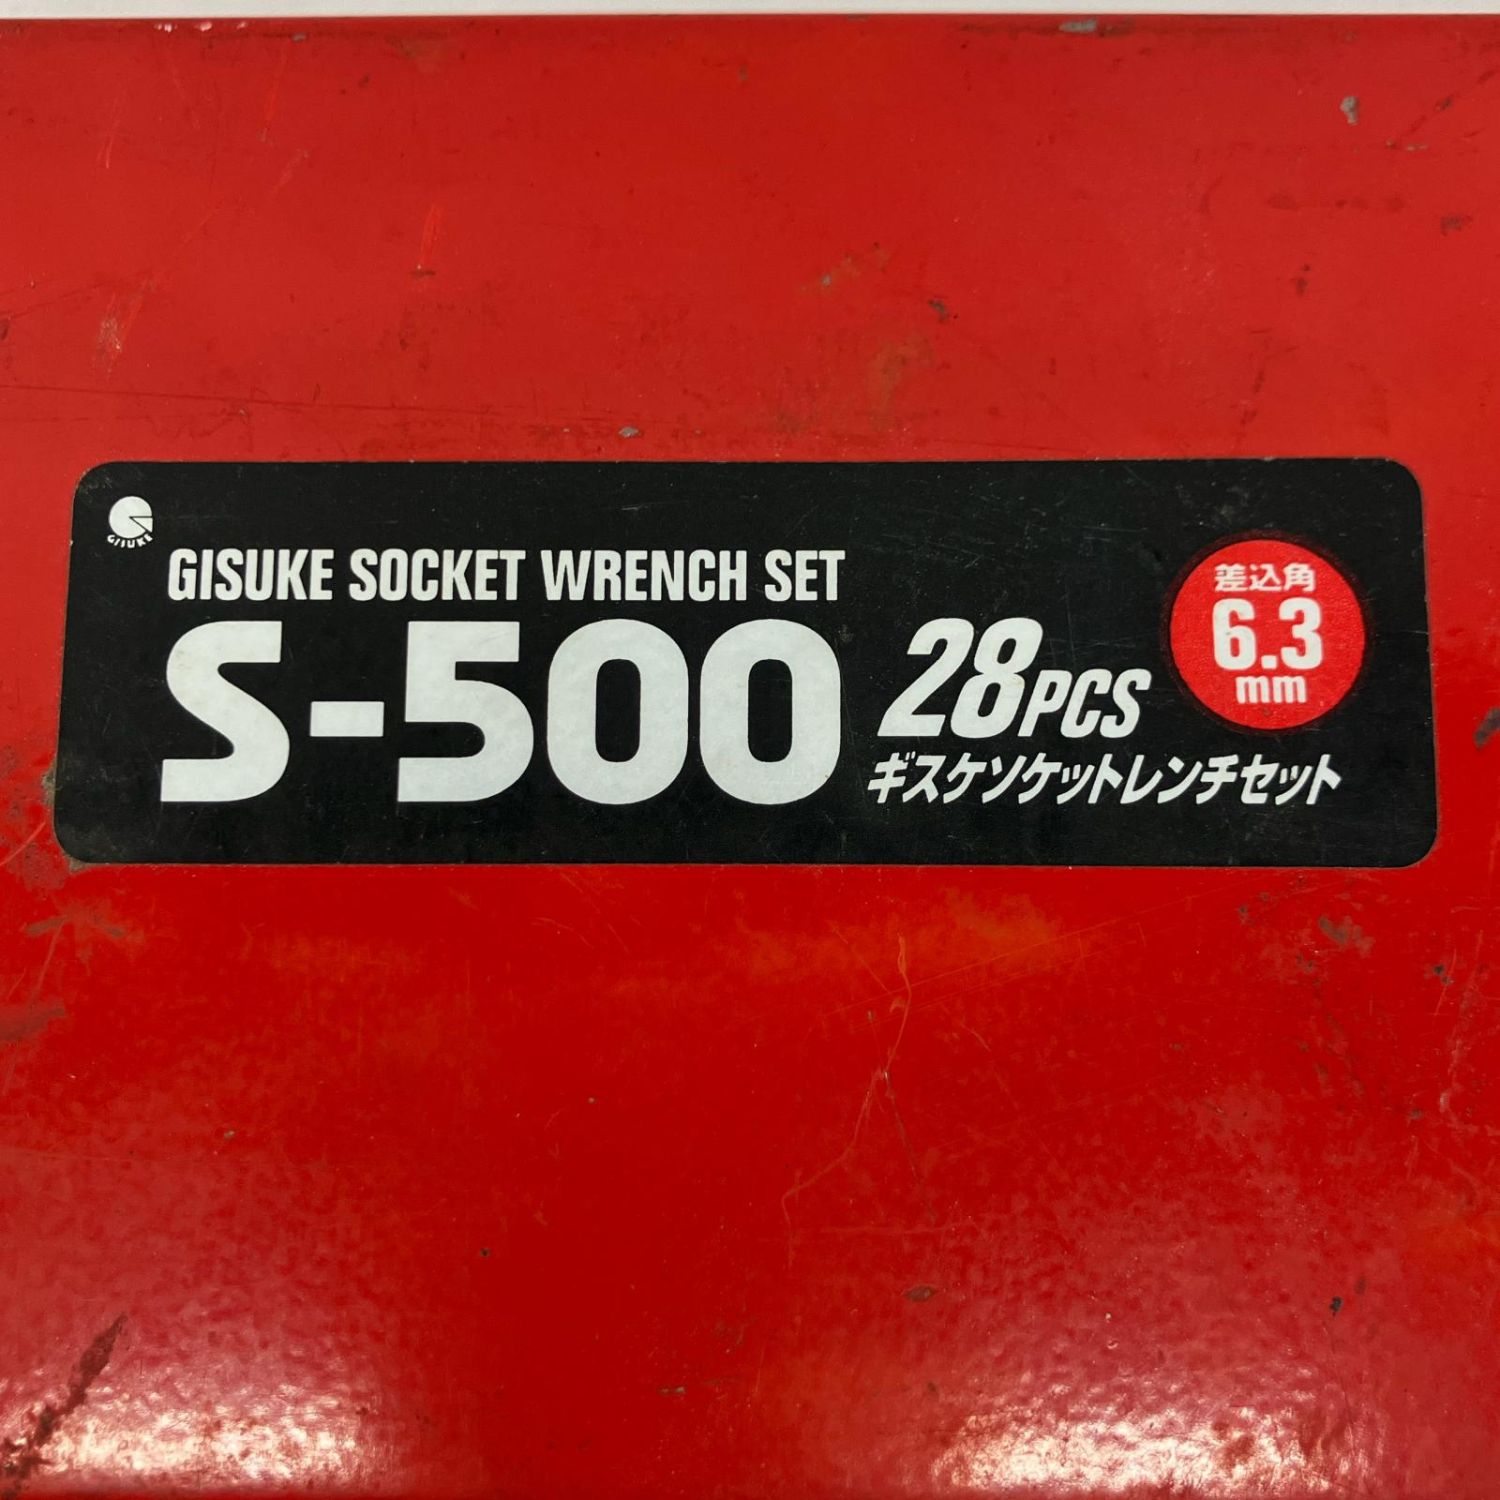 GISUKE
GISUKE SOCKET WRENCH SET
S-500
28PCS
ギスケソケットレンチセット
差込角
6.3
mm